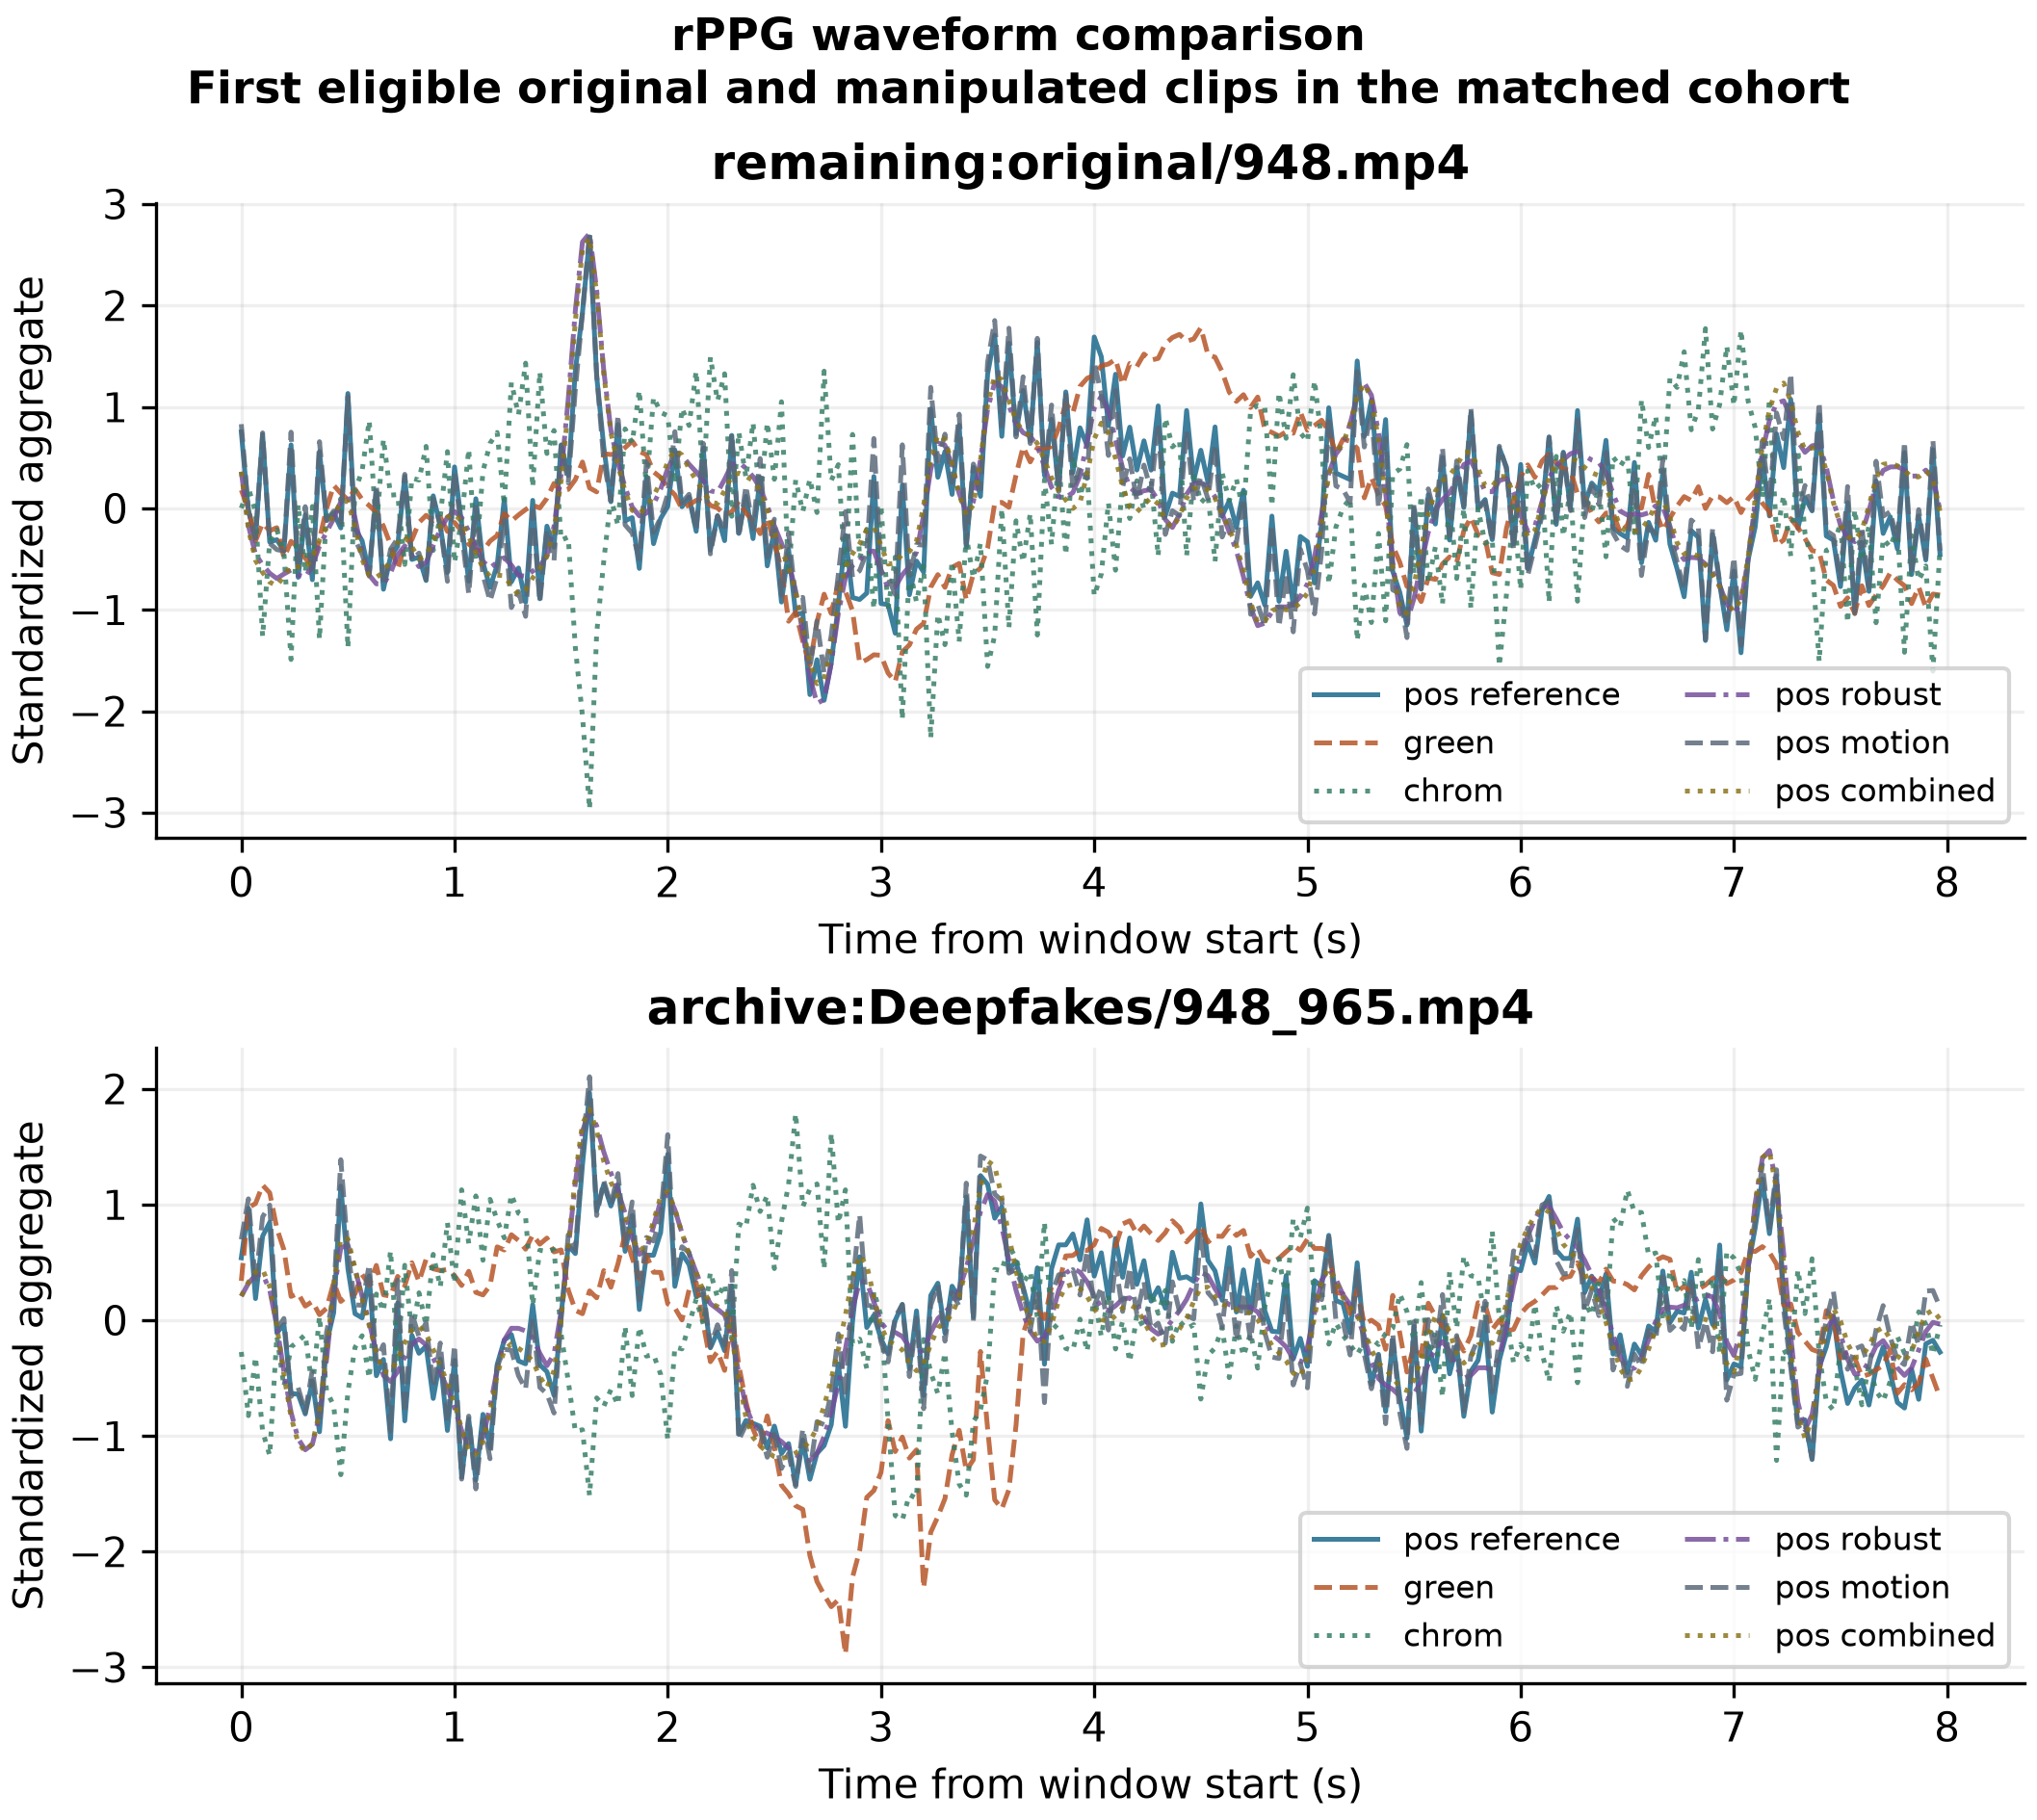 rPPG waveform comparison
First eligible original and manipulated clips in the matched cohort
remaining:original/948.mp4
3
2
1
0
−1
−2
−3
Standardized aggregate
pos reference
green
chrom
pos robust
pos motion
pos combined
0 1 2 3 4 5 6 7 8
Time from window start (s)
archive:Deepfakes/948_965.mp4
2
1
0
−1
−2
−3
Standardized aggregate
pos reference
green
chrom
pos robust
pos motion
pos combined
0 1 2 3 4 5 6 7 8
Time from window start (s)